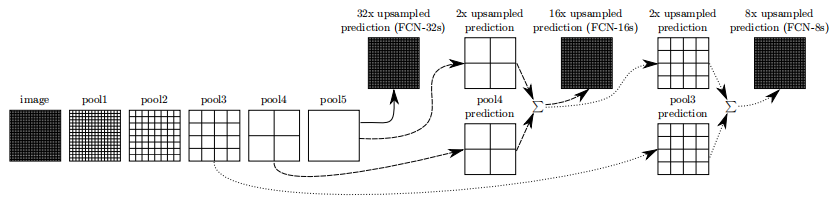 32x upsampled
prediction (FCN-32s)
2x upsampled
prediction
16x upsampled
prediction (FCN-16s)
2x upsampled
prediction
8x upsampled
prediction (FCN-8s)
image
pool1
pool2
pool3
pool4
pool5
pool4
prediction
pool3
prediction
∑
∑